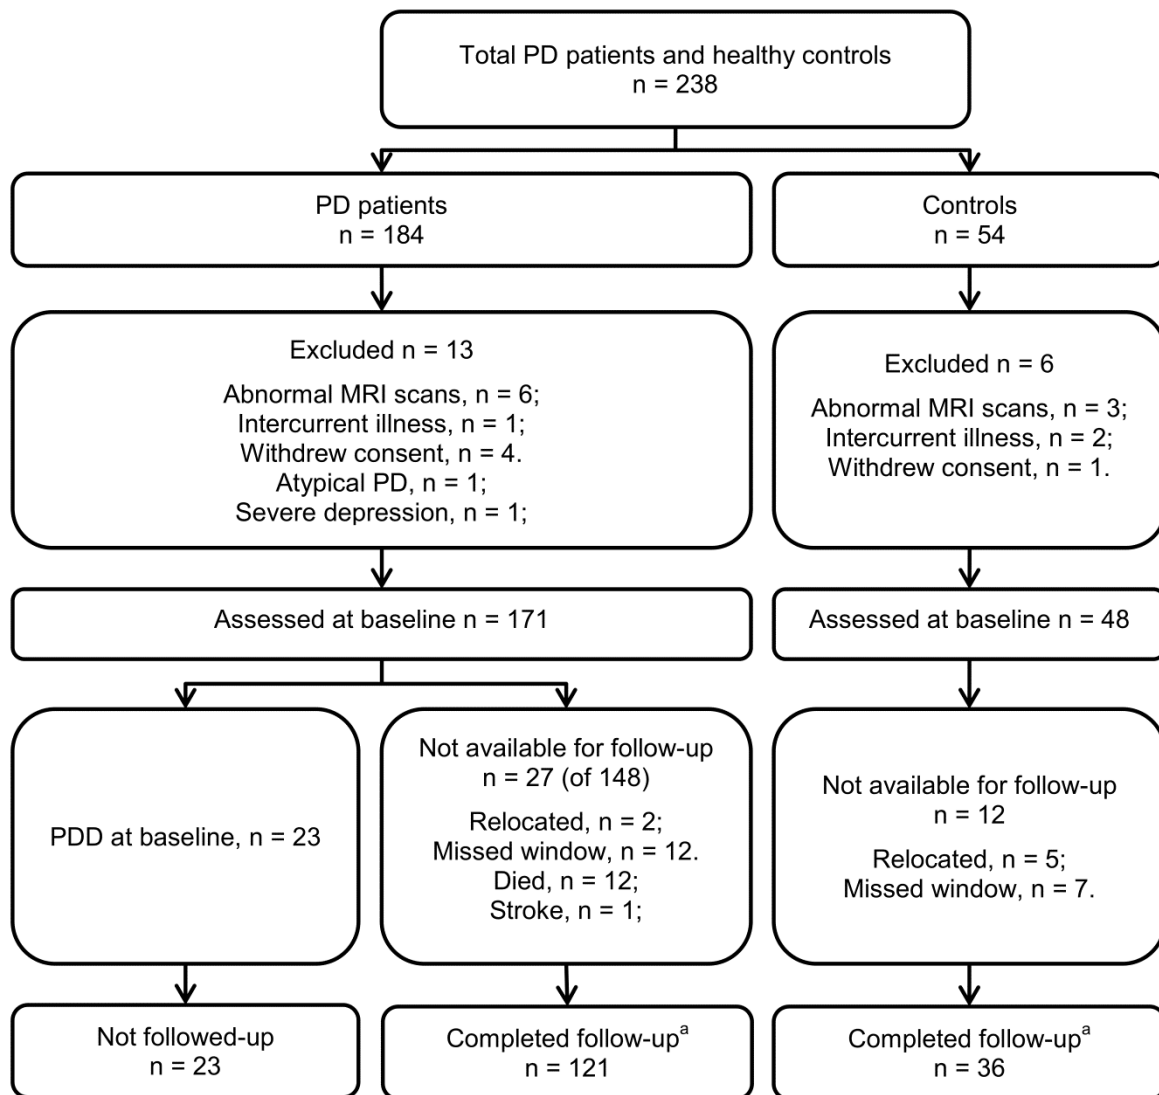 Total PD patients and healthy controls
n = 238
PD patients
n = 184
Controls
n = 54
Excluded n = 13
Abnormal MRI scans, n = 6;
Intercurrent illness, n = 1;
Withdrew consent, n = 4.
Atypical PD, n = 1;
Severe depression, n = 1;
Excluded n = 6
Abnormal MRI scans, n = 3;
Intercurrent illness, n = 2;
Withdrew consent, n = 1.
Assessed at baseline n = 171
Assessed at baseline n = 48
PDD at baseline, n = 23
Not available for follow-up
n = 27 (of 148)
Relocated, n = 2;
Missed window, n = 12.
Died, n = 12;
Stroke, n = 1;
Not available for follow-up
n = 12
Relocated, n = 5;
Missed window, n = 7.
Not followed-up
n = 23
Completed follow-upᵃ
n = 121
Completed follow-upᵃ
n = 36